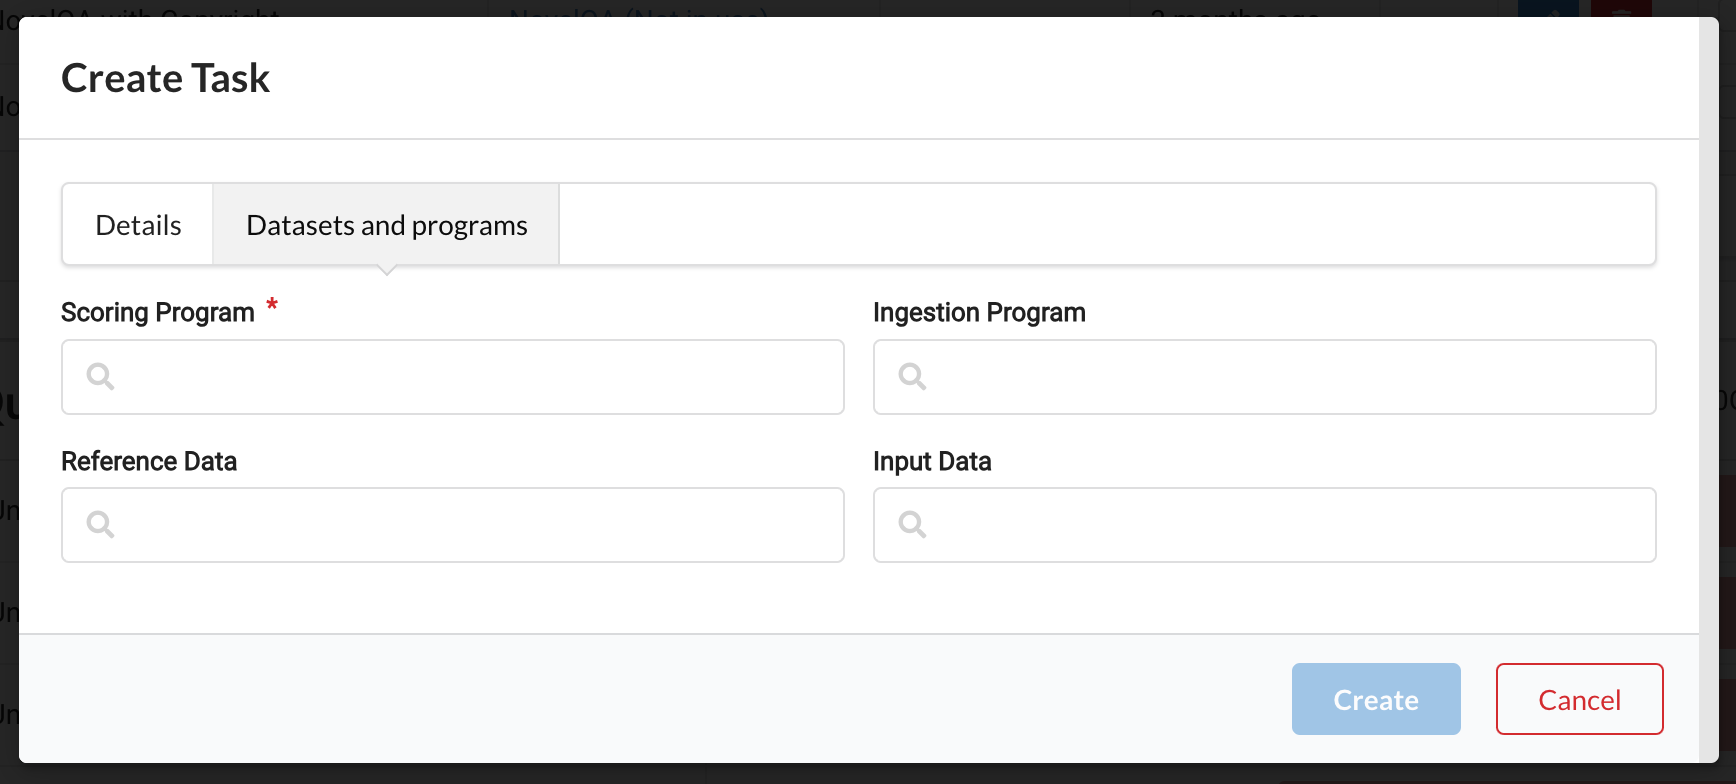 Create Task
Details Datasets and programs
Scoring Program * Ingestion Program
Reference Data Input Data
Create Cancel